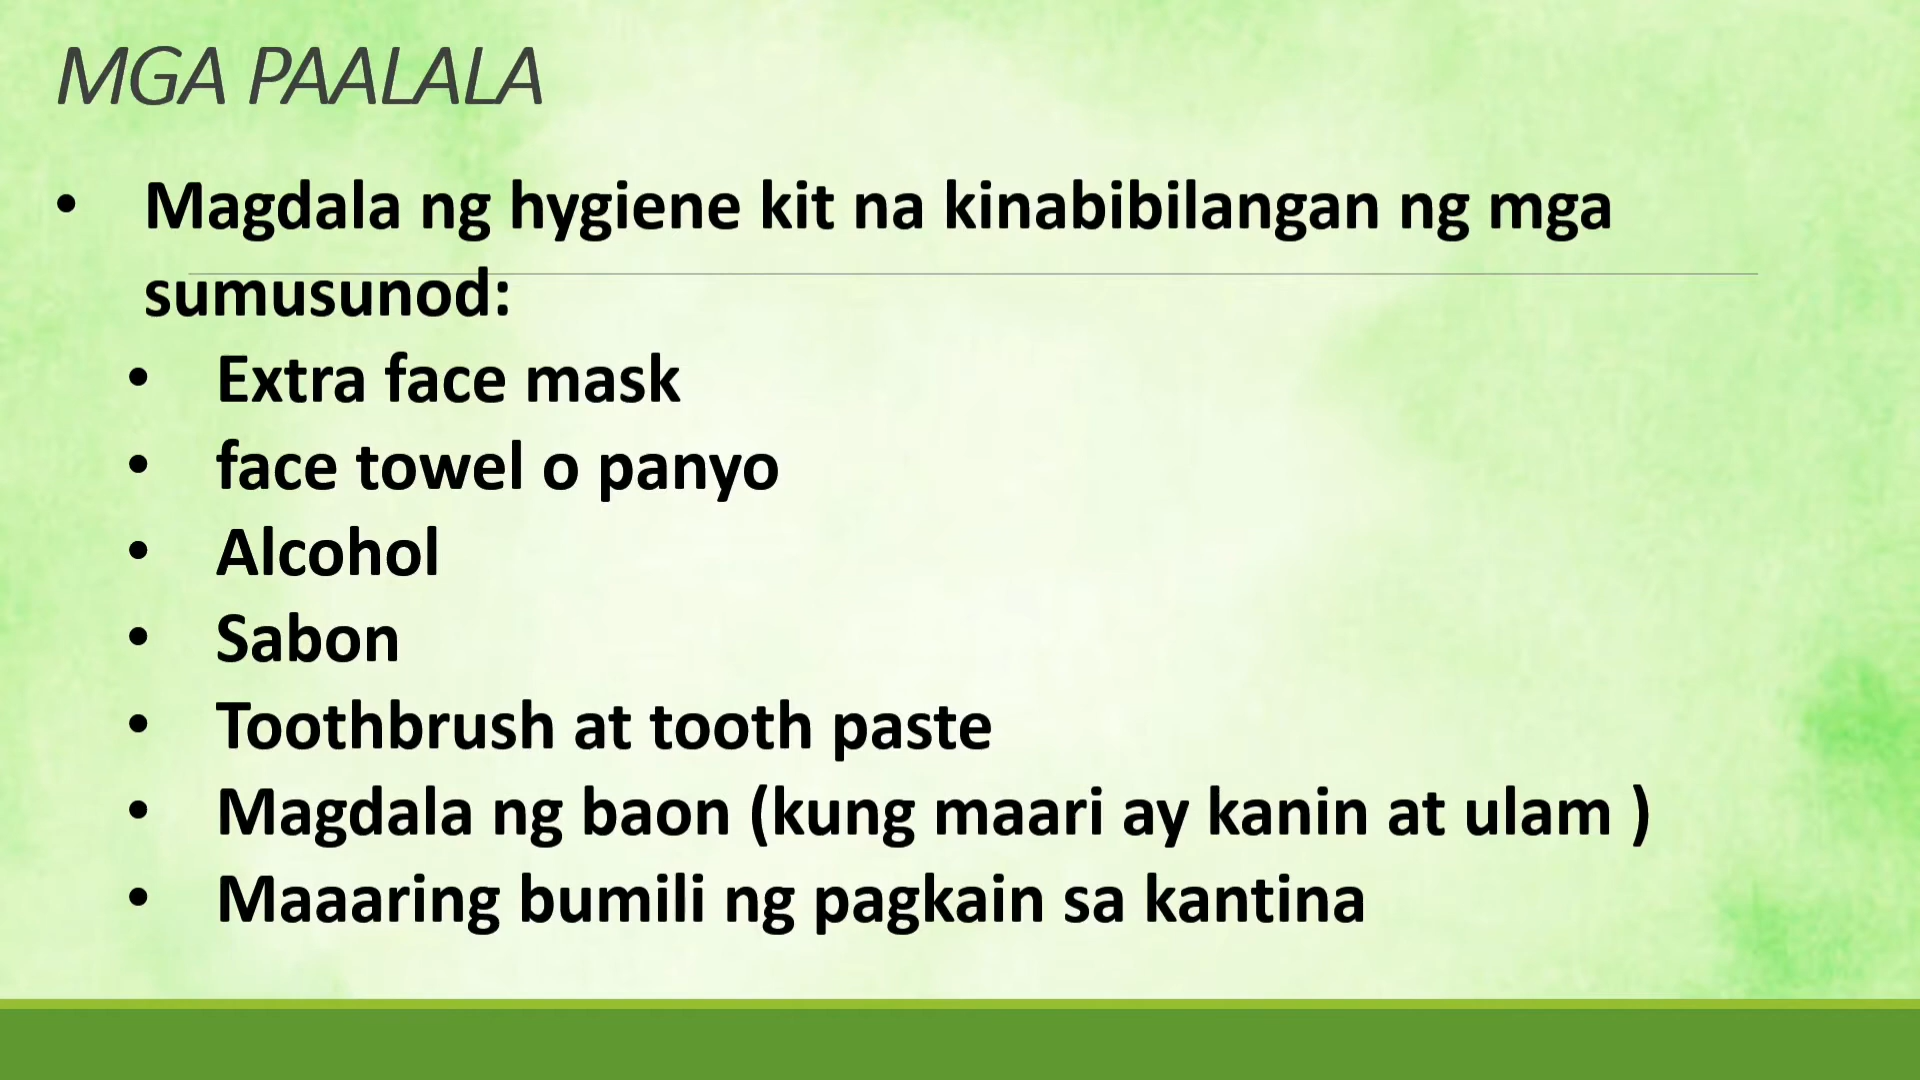 MGA PAALALA
• Magdala ng hygiene kit na kinabibilangan ng mga
sumusunod:
• Extra face mask
• face towel o panyo
• Alcohol
• Sabon
• Toothbrush at tooth paste
• Magdala ng baon (kung maari ay kanin at ulam )
• Maaaring bumili ng pagkain sa kantina